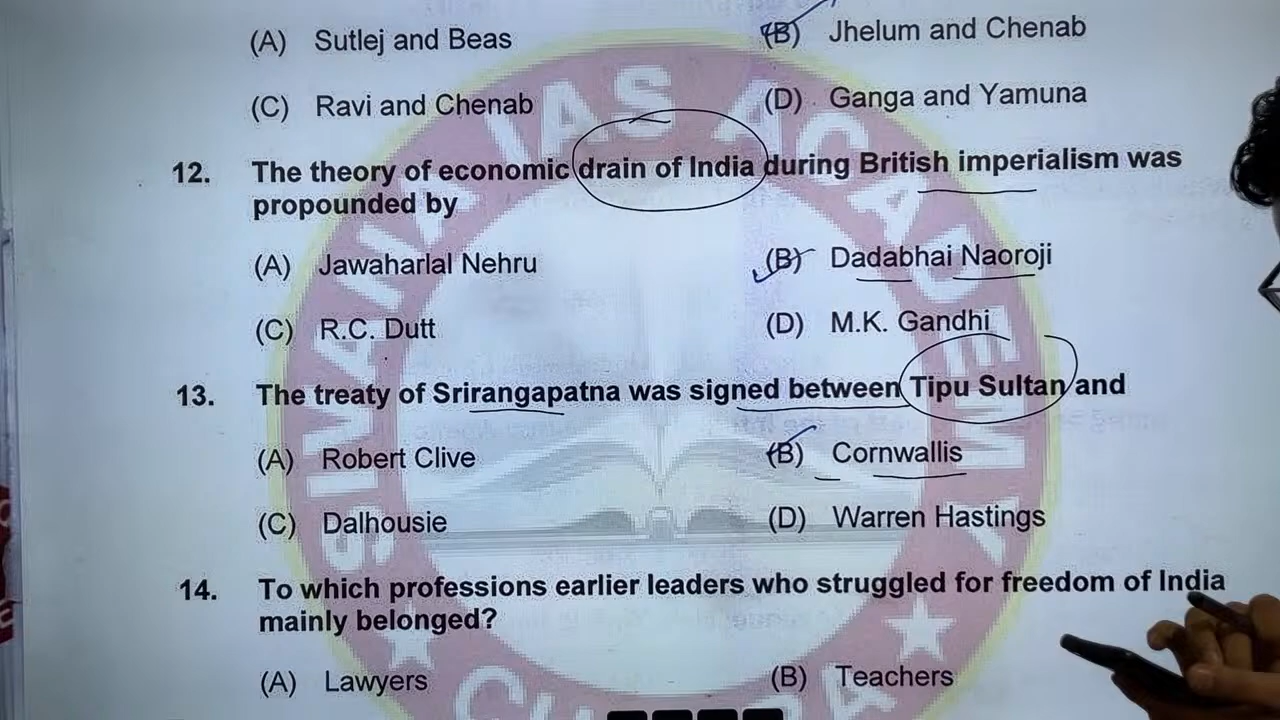 (A) Sutlej and Beas (B) Jhelum and Chenab
(C) Ravi and Chenab (D) Ganga and Yamuna
12. The theory of economic drain of India during British imperialism was
propounded by
(A) Jawaharlal Nehru (B) Dadabhai Naoroji
(C) R.C. Dutt (D) M.K. Gandhi
13. The treaty of Srirangapatna was signed between Tipu Sultan and
(A) Robert Clive (B) Cornwallis
(C) Dalhousie (D) Warren Hastings
14. To which professions earlier leaders who struggled for freedom of India
mainly belonged?
(A) Lawyers (B) Teachers
IAS ACADEMY